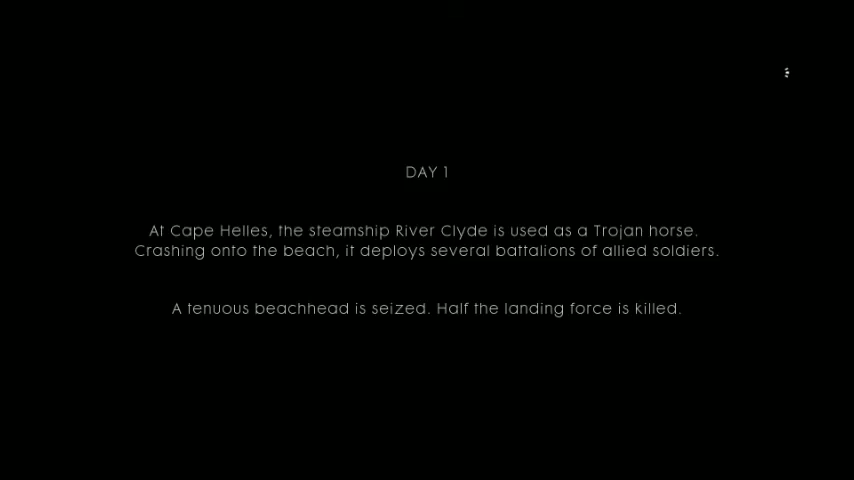 DAY 1
At Cape Helles, the steamship River Clyde is used as a Trojan horse.
Crashing onto the beach, it deploys several battalions of allied soldiers.
A tenuous beachhead is seized. Half the landing force is killed.